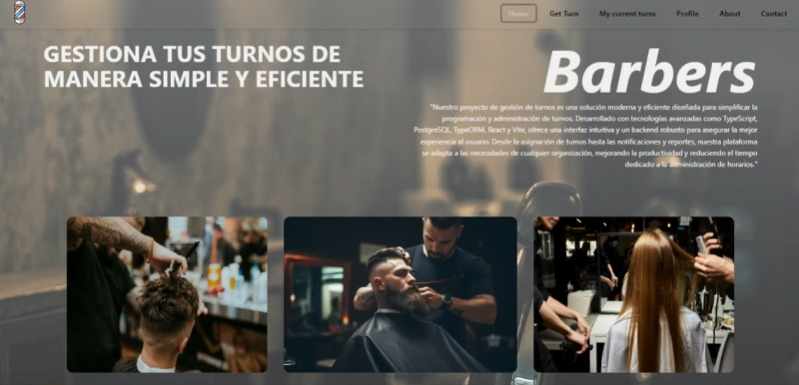 Home
Get Turn
My current turns
Profile
About
Contact
GESTIONA TUS TURNOS DE
MANERA SIMPLE Y EFICIENTE
Barbers
"Nuestro proyecto de gestión de turnos es una solución moderna y eficiente diseñada para simplificar la
programación y administración de turnos. Desarrollado con tecnologías avanzadas como TypeScript,
PostgreSQL, TypeORM, React y Vite, ofrece una interfaz intuitiva y un backend robusto para asegurar la mejor
experiencia al usuario. Desde la asignación de turnos hasta las notificaciones y reportes, nuestra plataforma
se adapta a las necesidades de cualquier organización, mejorando la productividad y reduciendo el tiempo
dedicado a la administración de horarios."